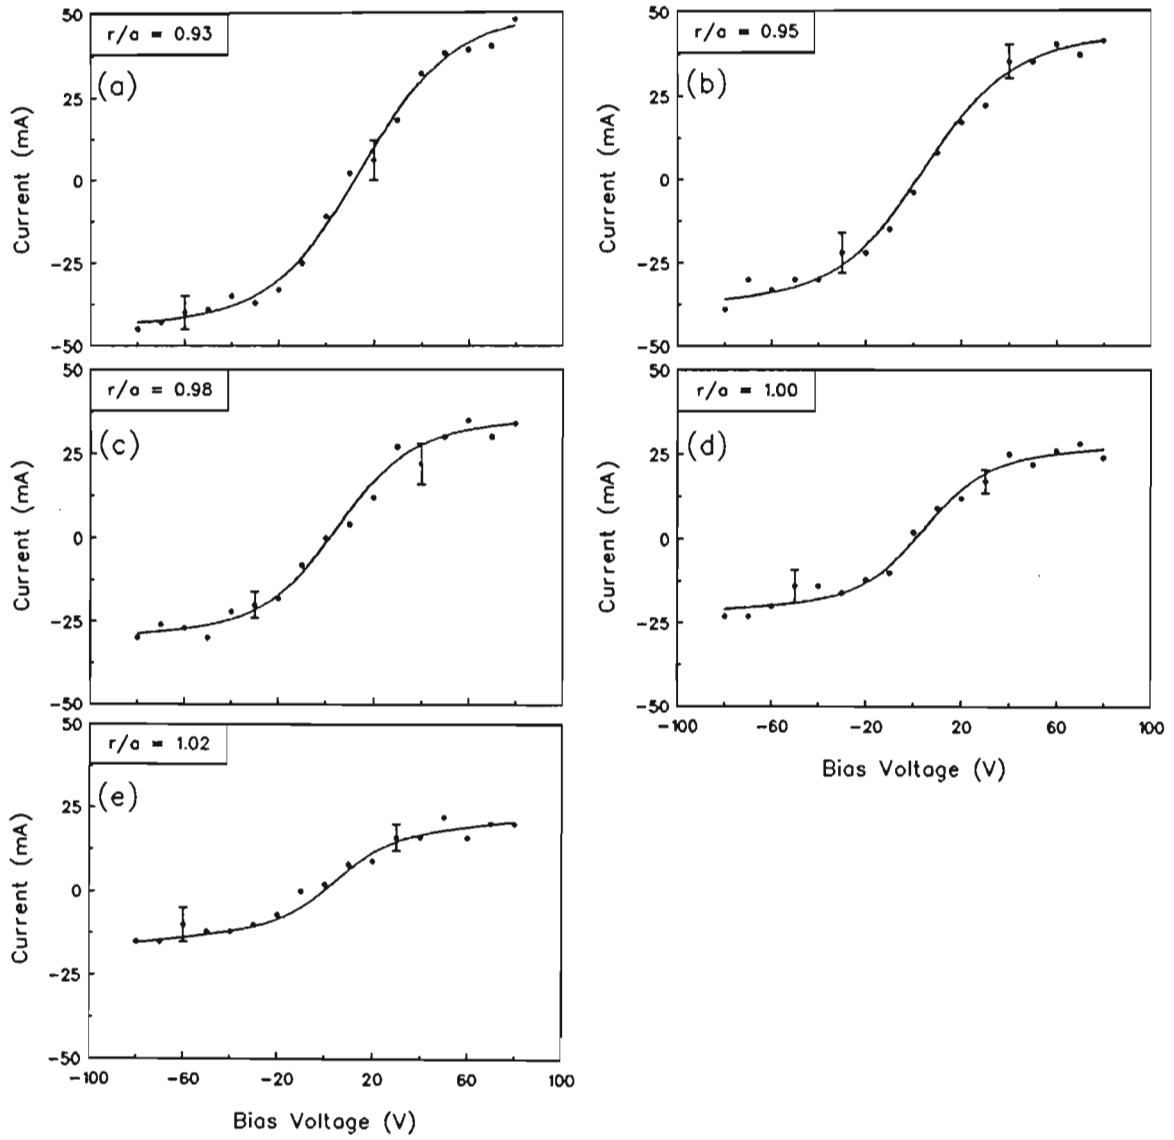 r/a = 0.93
(a)
50
25
0
-25
-50
Current (mA)
r/a = 0.95
(b)
50
25
0
-25
-50
Current (mA)
r/a = 0.98
(c)
50
25
0
-25
-50
Current (mA)
r/a = 1.00
(d)
50
25
0
-25
-50
Current (mA)
-100 -60 -20 20 60 100
Bias Voltage (V)
r/a = 1.02
(e)
50
25
0
-25
-50
Current (mA)
-100 -60 -20 20 60 100
Bias Voltage (V)